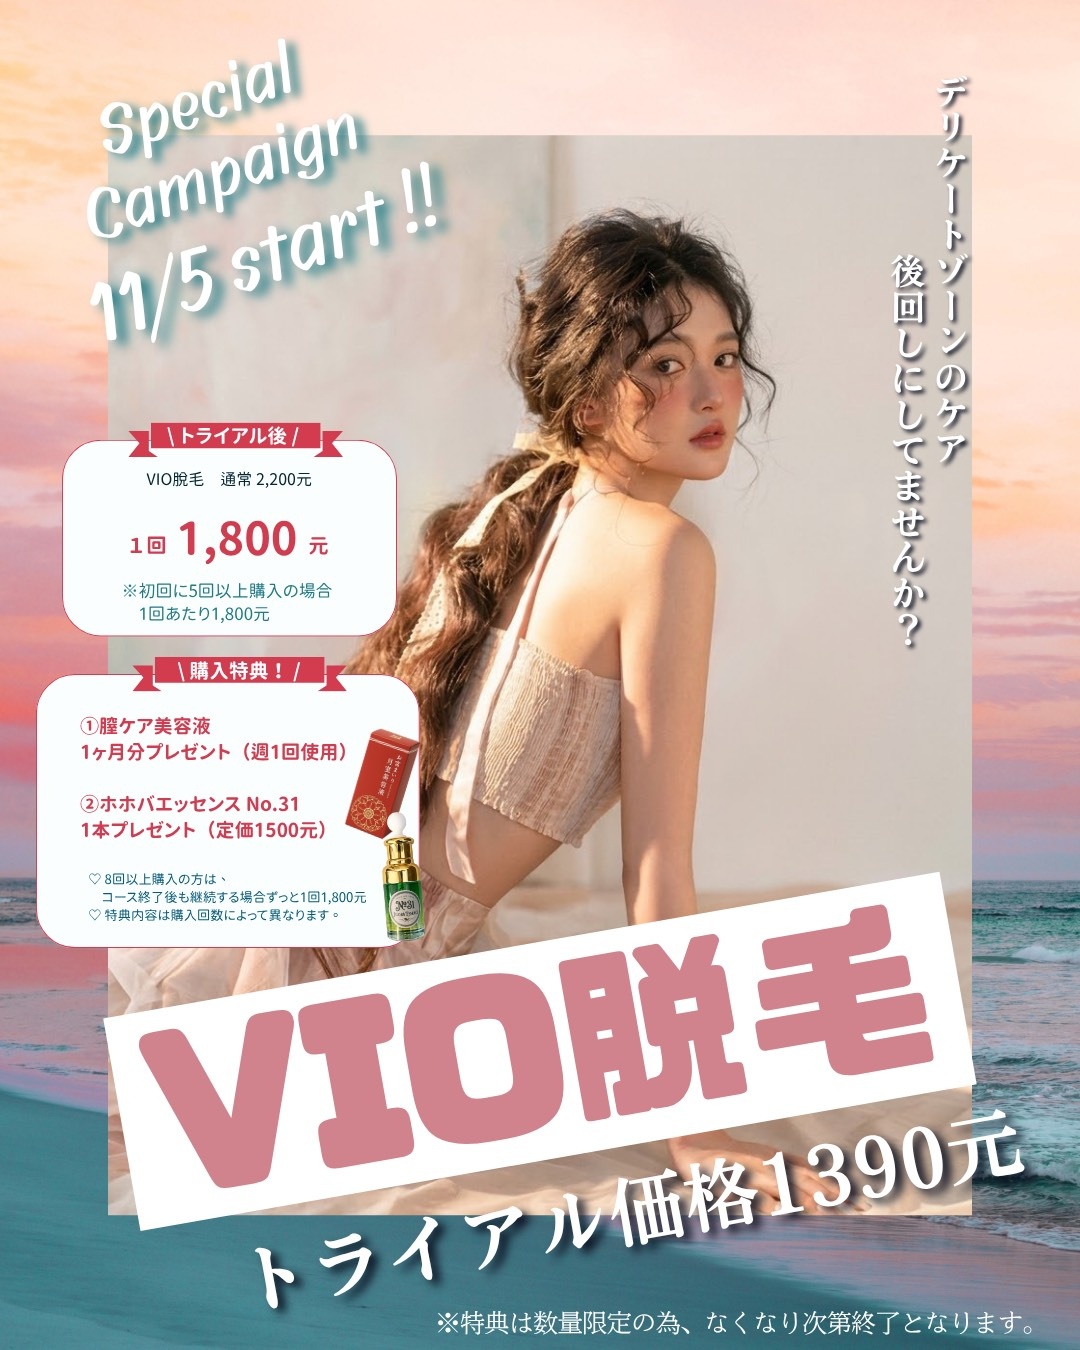 Special
Campaign
11/5 start !!
デリケートゾーンのケア
後回しにしてませんか？
\ トライアル後 /
VIO脱毛　通常 2,200元
1回 1,800 元
※初回に5回以上購入の場合
1回あたり1,800元
\ 購入特典！ /
①膣ケア美容液
1ヶ月分プレゼント（週1回使用）
②ホホバエッセンス No.31
1本プレゼント（定価1500元）
♡ 8回以上購入の方は、
コース終了後も継続する場合ずっと1回1,800元
♡ 特典内容は購入回数によって異なります。
Nº31
VIO脱毛
トライアル価格1390元
※特典は数量限定の為、なくなり次第終了となります。